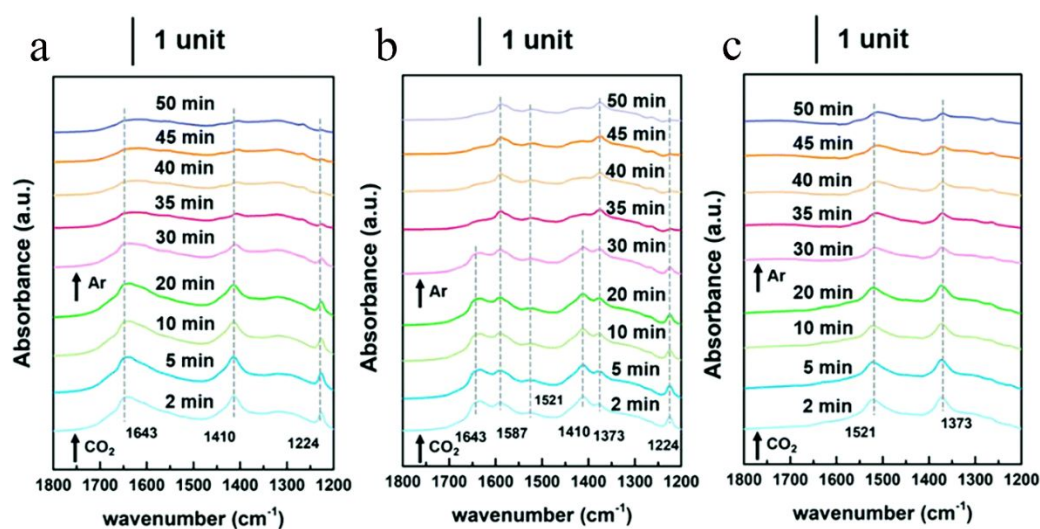 a
1 unit
50 min
45 min
40 min
35 min
30 min
Ar
20 min
10 min
5 min
2 min
1643
1410
1224
CO₂
1800 1700 1600 1500 1400 1300 1200
wavenumber (cm⁻¹)
Absorbance (a.u.)
b
1 unit
50 min
45 min
40 min
35 min
30 min
Ar
20 min
10 min
5 min
1521
2 min
1643 1587 1410 1373 1224
CO₂
1800 1700 1600 1500 1400 1300 1200
wavenumber (cm⁻¹)
Absorbance (a.u.)
c
1 unit
50 min
45 min
40 min
35 min
30 min
Ar
20 min
10 min
5 min
2 min
1521
1373
CO₂
1800 1700 1600 1500 1400 1300 1200
wavenumber (cm⁻¹)
Absorbance (a.u.)